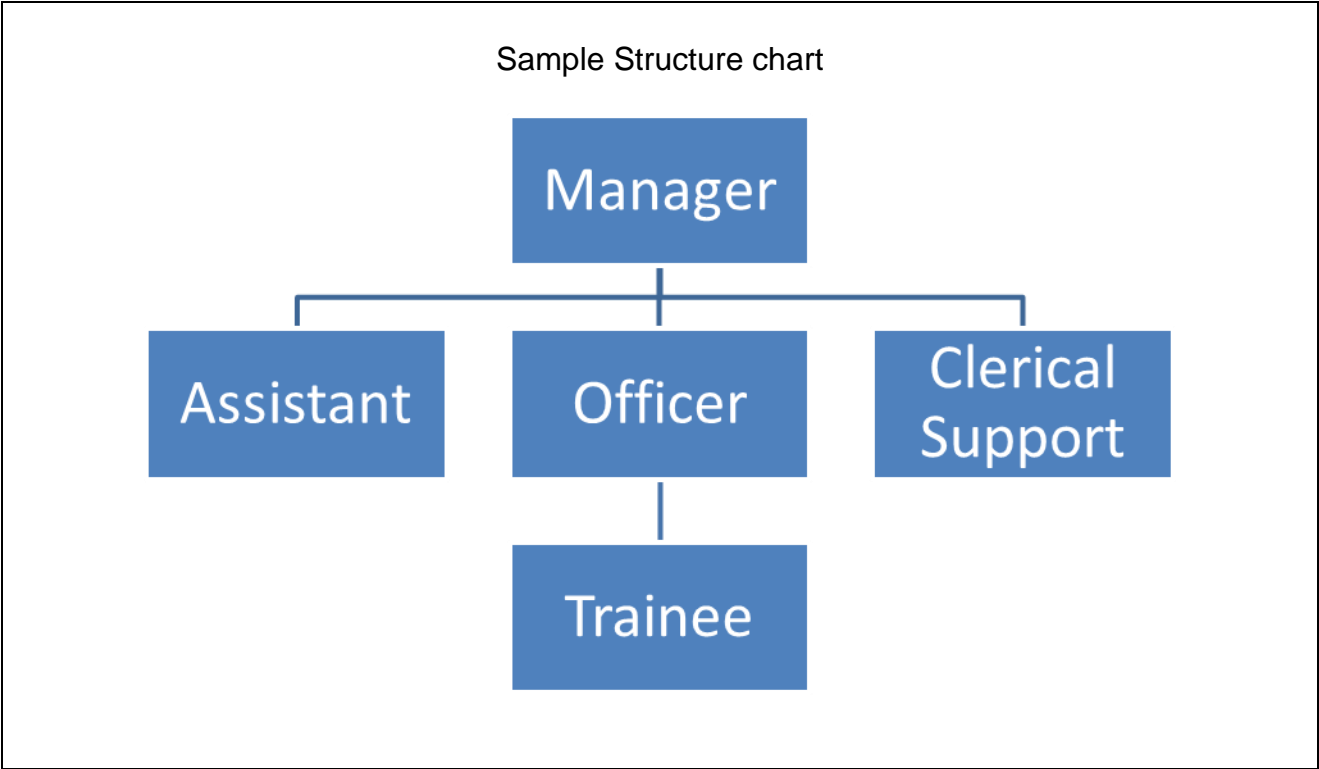 Sample Structure chart
Manager
Assistant
Officer
Clerical
Support
Trainee